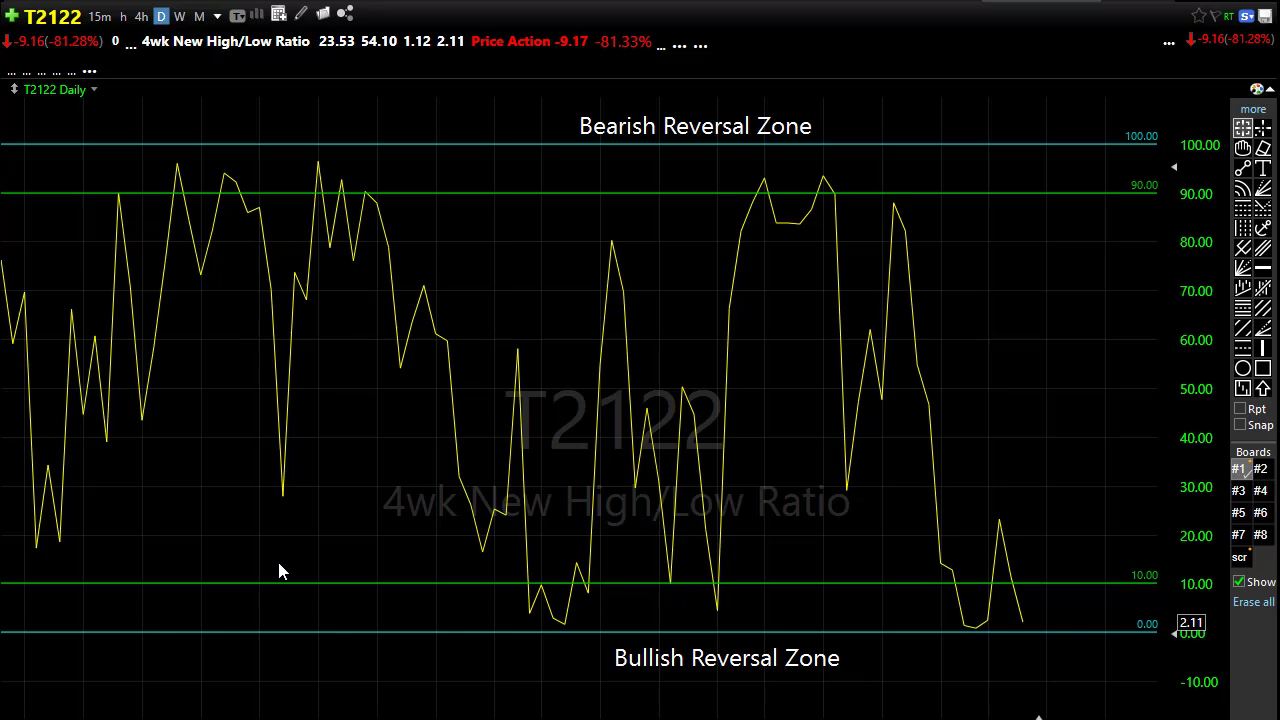 T2122 15m h 4h D W M T
RT S
-9.16(-81.28%) 0 ... 4wk New High/Low Ratio 23.53 54.10 1.12 2.11 Price Action -9.17 -81.33% ... ... ... ... -9.16(-81.28%)
... ... ... ... ... ...
T2122 Daily
more
Bearish Reversal Zone
100.00 100.00
90.00 90.00
80.00
70.00
60.00
50.00
T2122
40.00
4wk New High/Low Ratio
30.00
20.00
10.00 10.00
0.00 2.11
0.00
Bullish Reversal Zone
-10.00
T
Rpt
Snap
Boards
#1 #2
#3 #4
#5 #6
#7 #8
scr
Show
Erase all